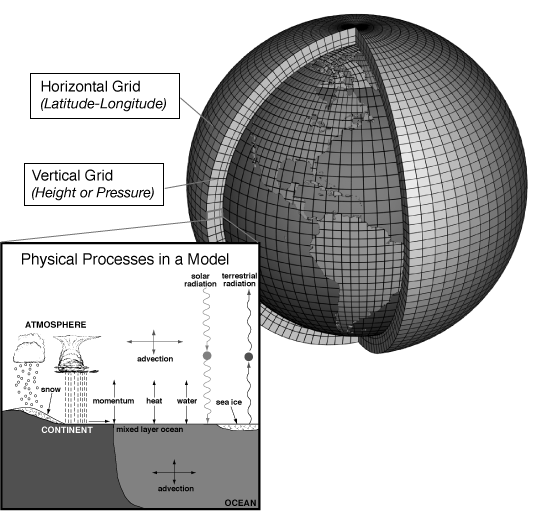 Horizontal Grid
(Latitude-Longitude)
Vertical Grid
(Height or Pressure)
Physical Processes in a Model
solar
radiation
terrestrial
radiation
ATMOSPHERE
advection
snow
momentum
heat
water
sea ice
CONTINENT
mixed layer ocean
advection
OCEAN